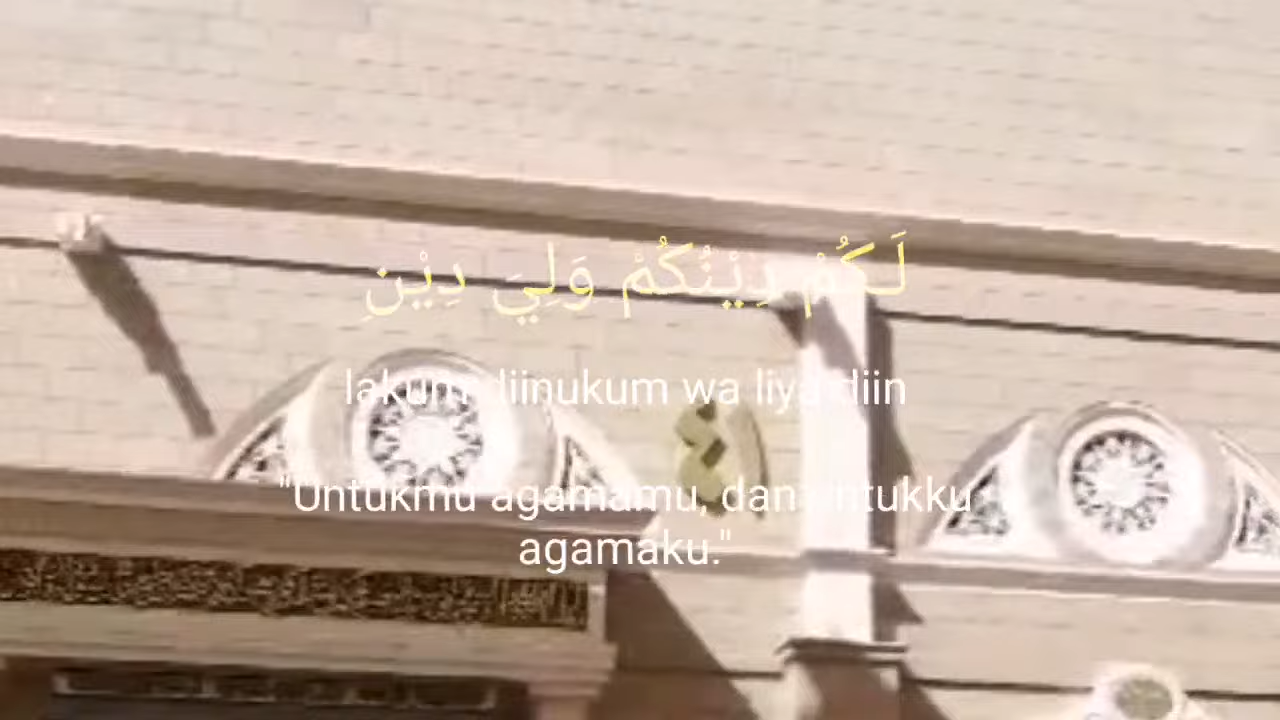 لَكُمْ دِيْنُكُمْ وَلِيَ دِيْنِ
lakum diinukum wa liya diin
"Untukmu agamamu, dan untukku
agamaku."